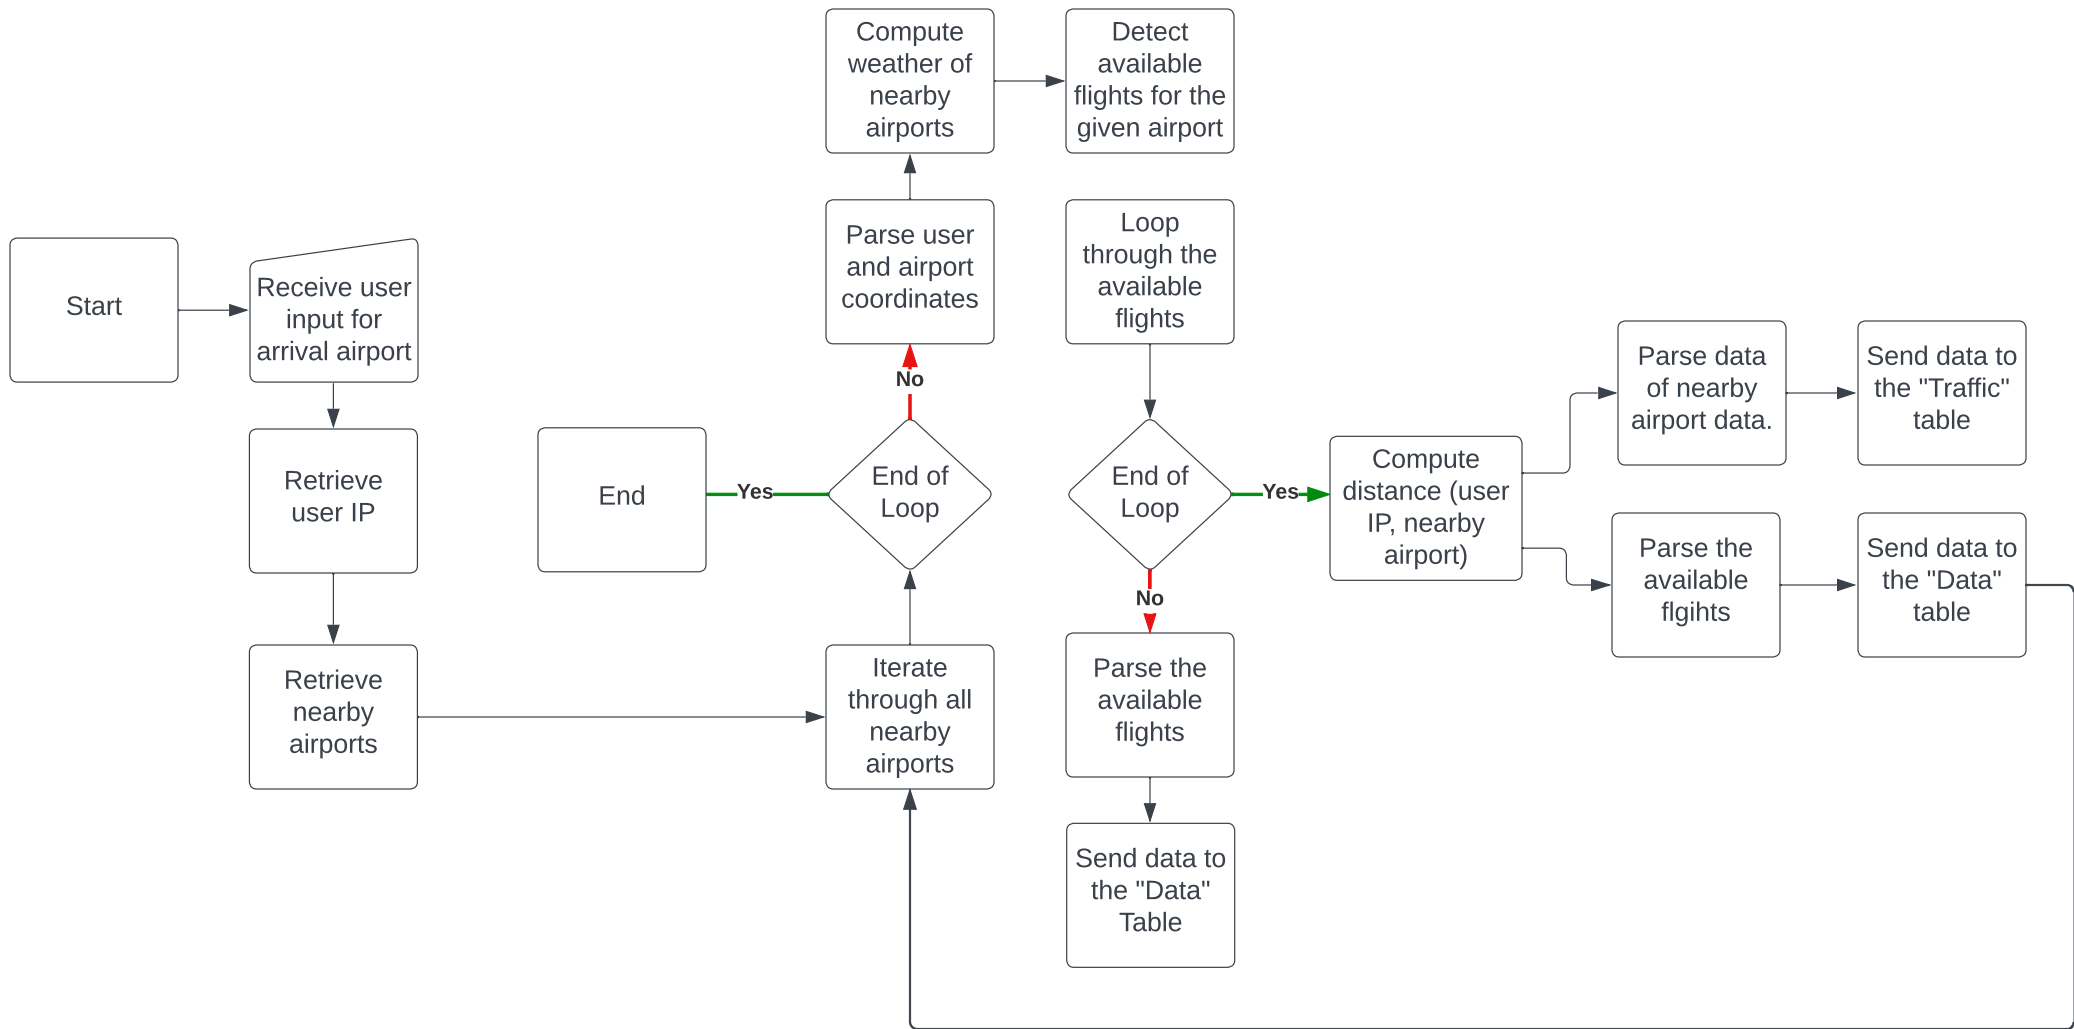 Start
Receive user
input for
arrival airport
Retrieve
user IP
Retrieve
nearby
airports
Iterate
through all
nearby
airports
End of
Loop
Yes
End
No
Parse user
and airport
coordinates
Compute
weather of
nearby
airports
Detect
available
flights for the
given airport
Loop
through the
available
flights
End of
Loop
No
Parse the
available
flights
Send data to
the "Data"
Table
Yes
Compute
distance (user
IP, nearby
airport)
Parse data
of nearby
airport data.
Send data to
the "Traffic"
table
Parse the
available
flgihts
Send data to
the "Data"
table